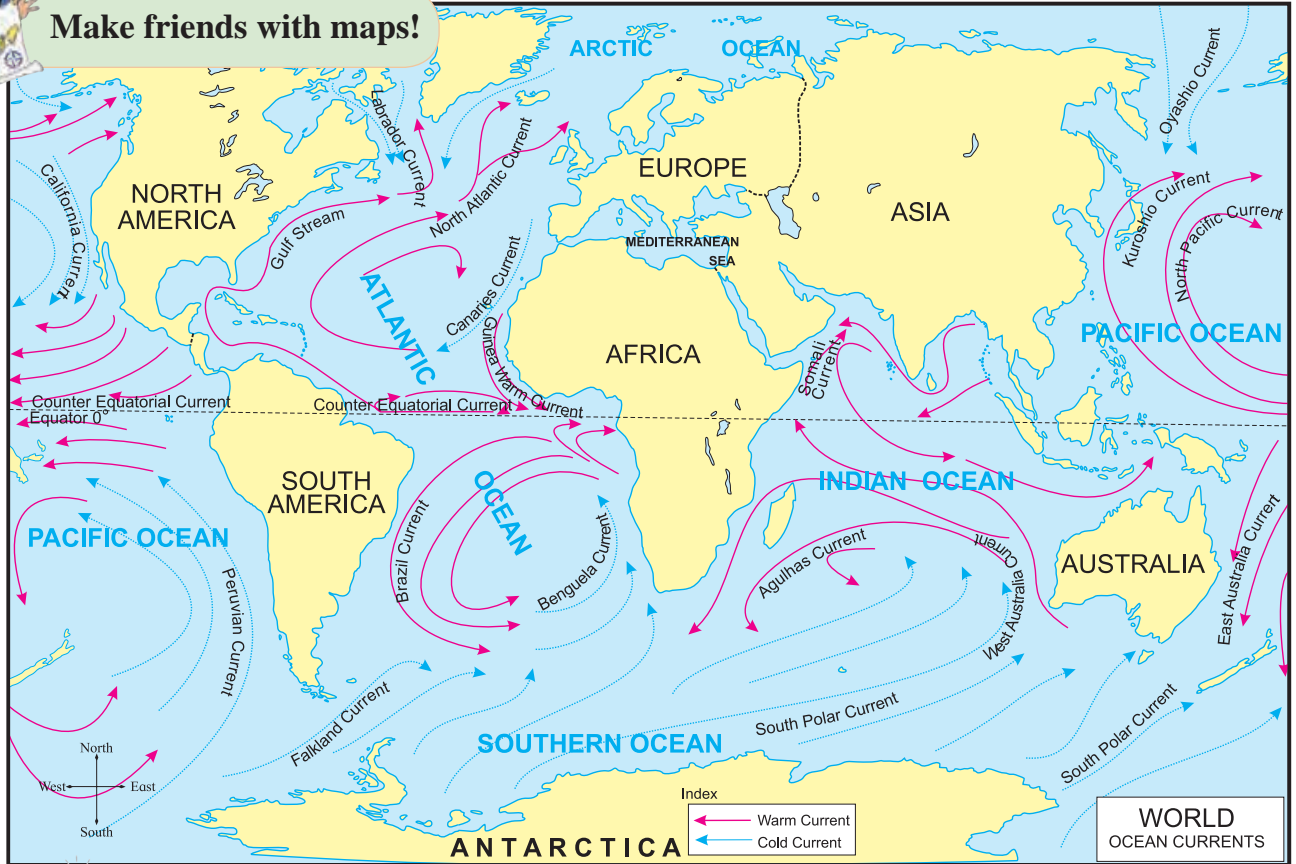 Make friends with maps!
ARCTIC OCEAN
Labrador Current
Oyashio Current
North Atlantic Current
EUROPE
NORTH
AMERICA
California Current
ASIA
Kuroshio Current
North Pacific Current
Gulf Stream
MEDITERRANEAN
SEA
Canaries Current
ATLANTIC
Guinea Warm Current
PACIFIC OCEAN
AFRICA
Somali
Current
Counter Equatorial Current
Counter Equatorial Current
Equator 0°
SOUTH
AMERICA
OCEAN
INDIAN OCEAN
PACIFIC OCEAN
Peruvian Current
Brazil Current
Benguela Current
Agulhas Current
West Australia Current
AUSTRALIA
East Australia Current
Falkland Current
South Polar Current
South Polar Current
SOUTHERN OCEAN
North
West
East
South
Index
Warm Current
Cold Current
ANTARCTICA
WORLD
OCEAN CURRENTS